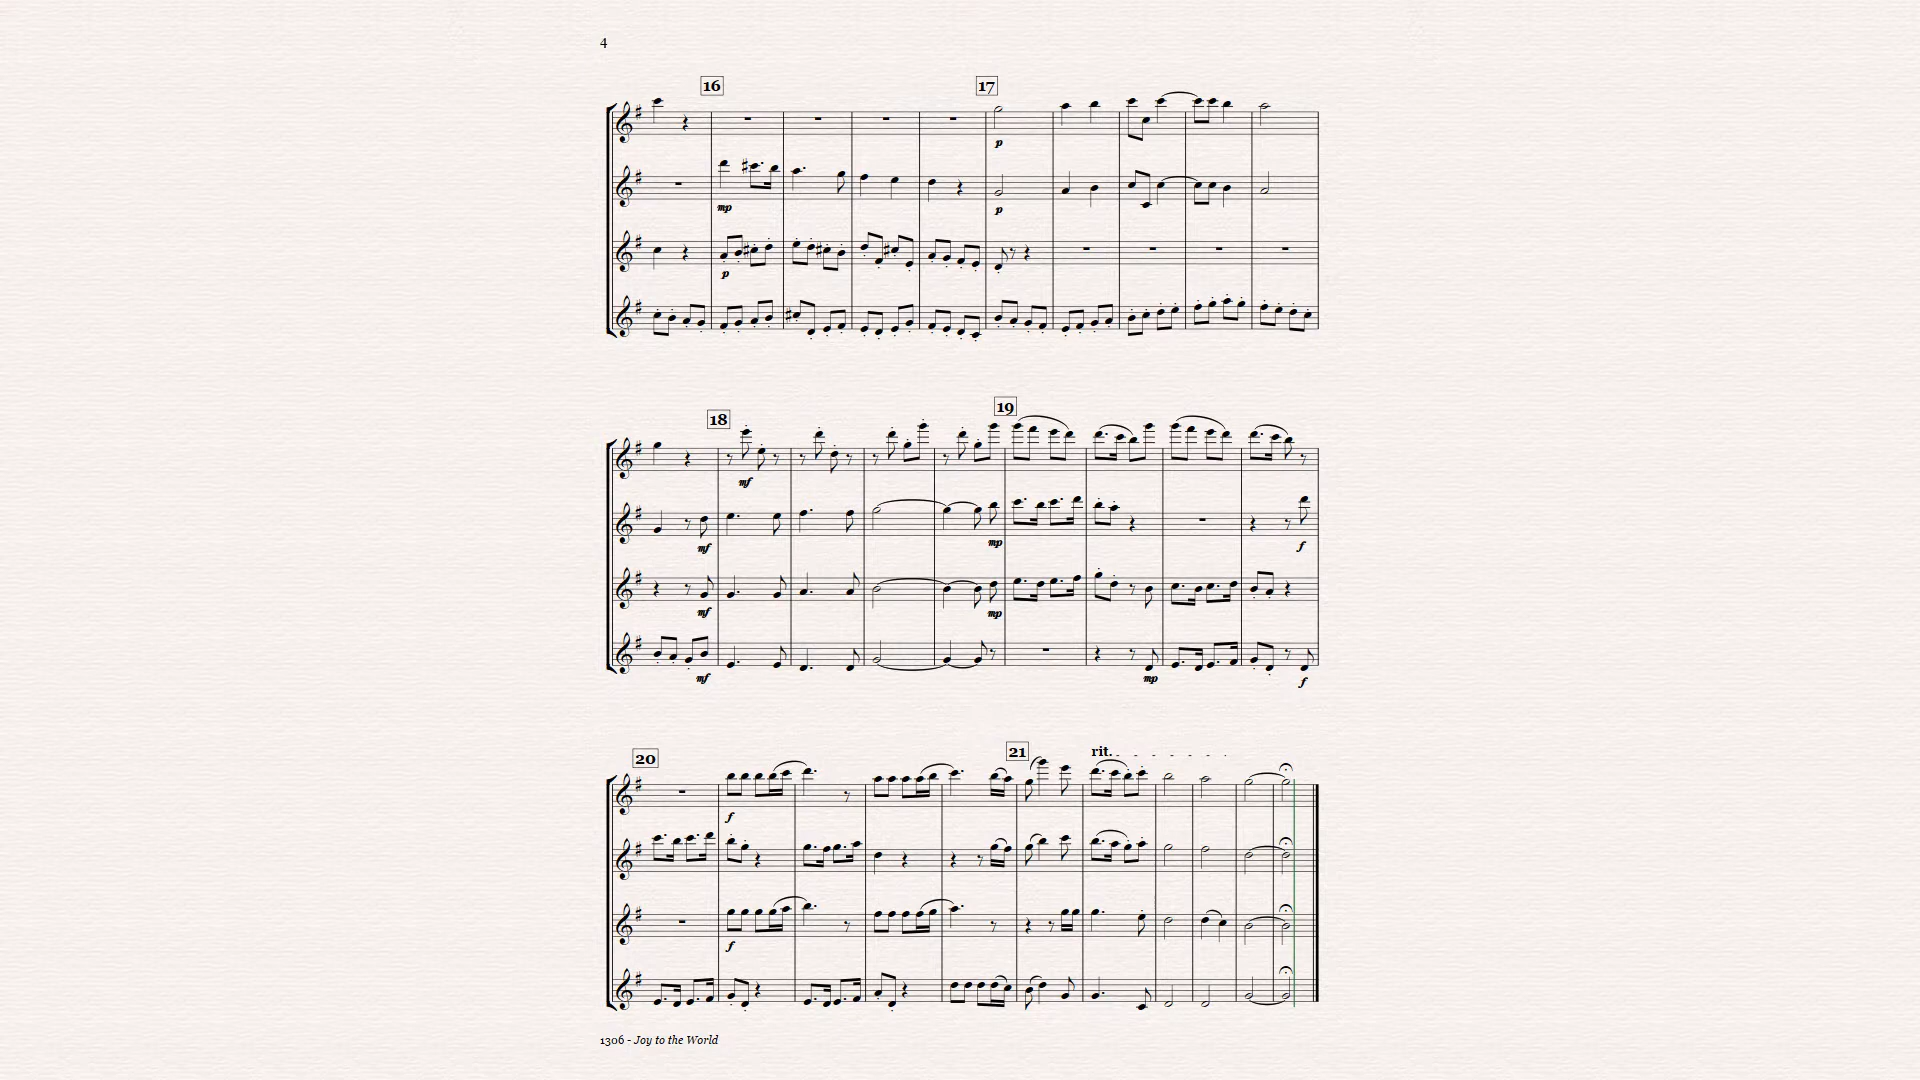 4
16 17
p
mp
p
p
18 19
mf
mf mp
mf mp
mf mp
f
f
20 21 rit.
f
f
1306 - Joy to the World